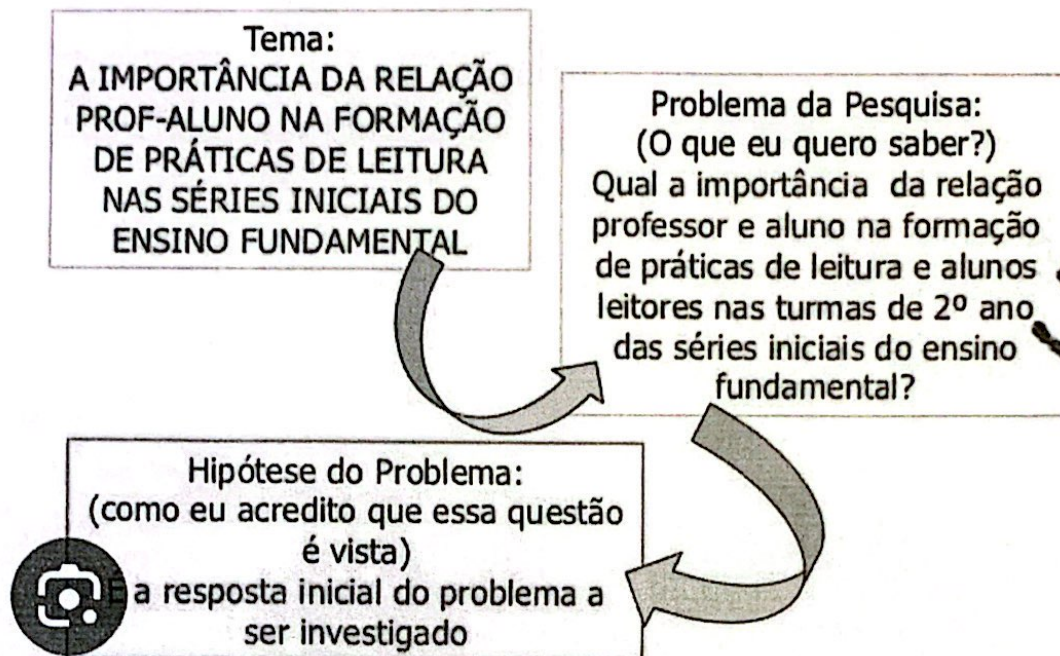 Tema:
A IMPORTÂNCIA DA RELAÇÃO
PROF-ALUNO NA FORMAÇÃO
DE PRÁTICAS DE LEITURA
NAS SÉRIES INICIAIS DO
ENSINO FUNDAMENTAL
Problema da Pesquisa:
(O que eu quero saber?)
Qual a importância da relação
professor e aluno na formação
de práticas de leitura e alunos
leitores nas turmas de 2º ano
das séries iniciais do ensino
fundamental?
Hipótese do Problema:
(como eu acredito que essa questão
é vista)
a resposta inicial do problema a
ser investigado